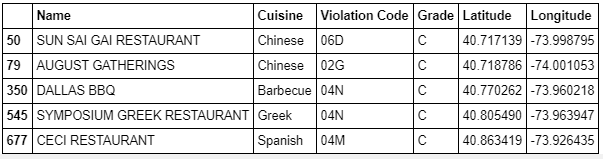 Name Cuisine Violation Code Grade Latitude Longitude
50 SUN SAI GAI RESTAURANT Chinese 06D C 40.717139 -73.998795
79 AUGUST GATHERINGS Chinese 02G C 40.718786 -74.001053
350 DALLAS BBQ Barbecue 04N C 40.770262 -73.960218
545 SYMPOSIUM GREEK RESTAURANT Greek 04N C 40.805490 -73.963947
677 CECI RESTAURANT Spanish 04M C 40.863419 -73.926435